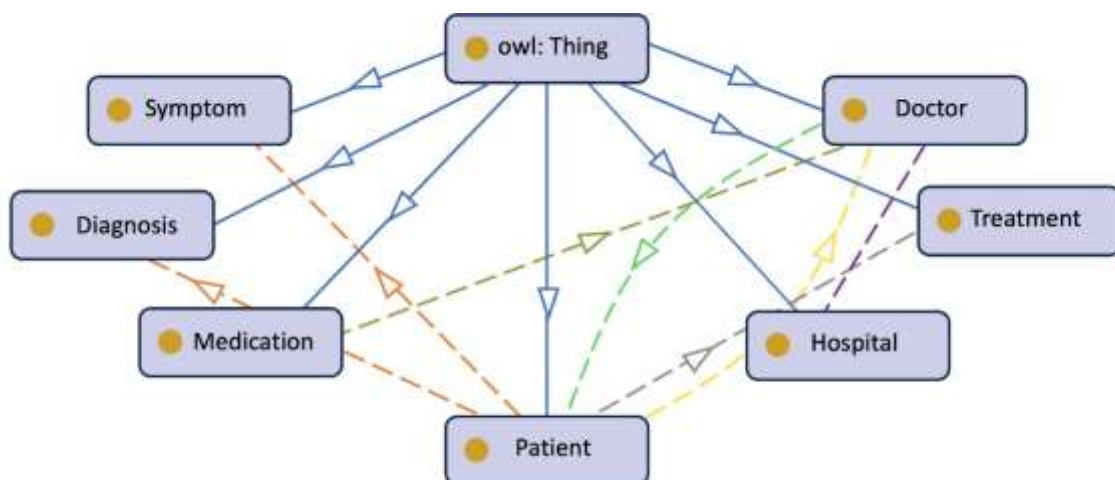 owl: Thing
Symptom
Doctor
Diagnosis
Treatment
Medication
Hospital
Patient